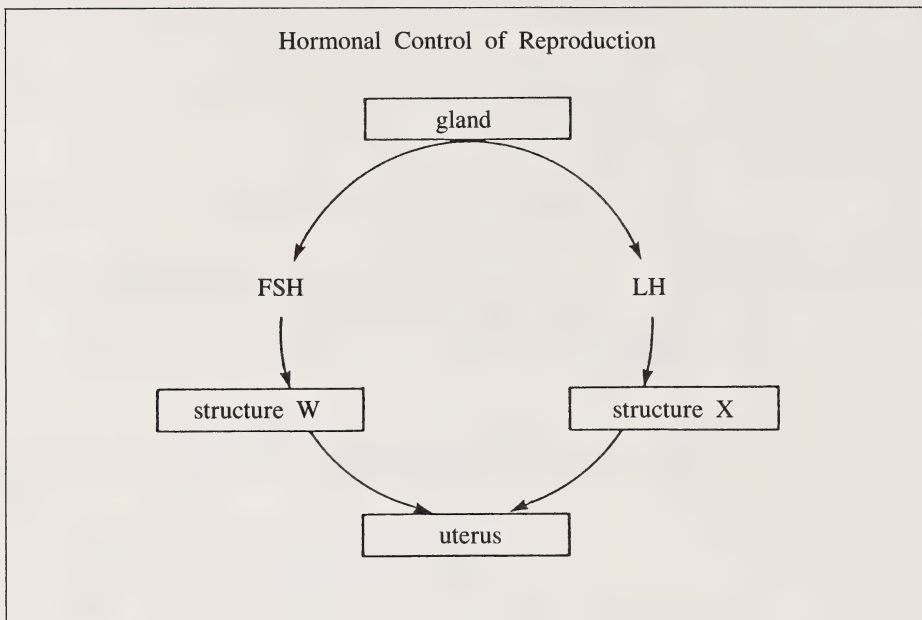 Hormonal Control of Reproduction
gland
FSH
LH
structure W
structure X
uterus